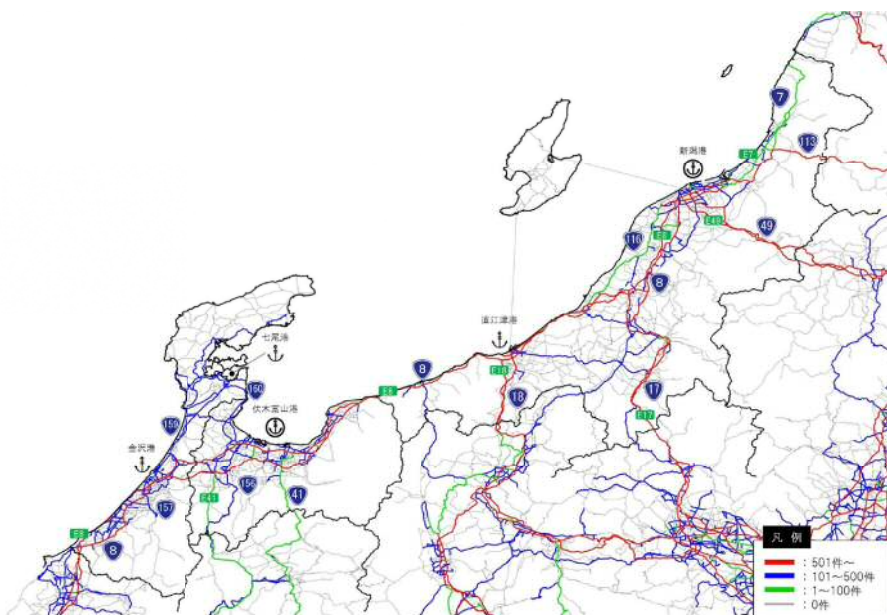 7
113
新潟港
E7
49
E49
116
E8
8
直江津港
七尾港
8
160
E8
E18
18
17
E17
伏木富山港
159
金沢港
156
41
E41
157
E8
8
凡例
: 501件～
: 101～500件
: 1～100件
: 0件